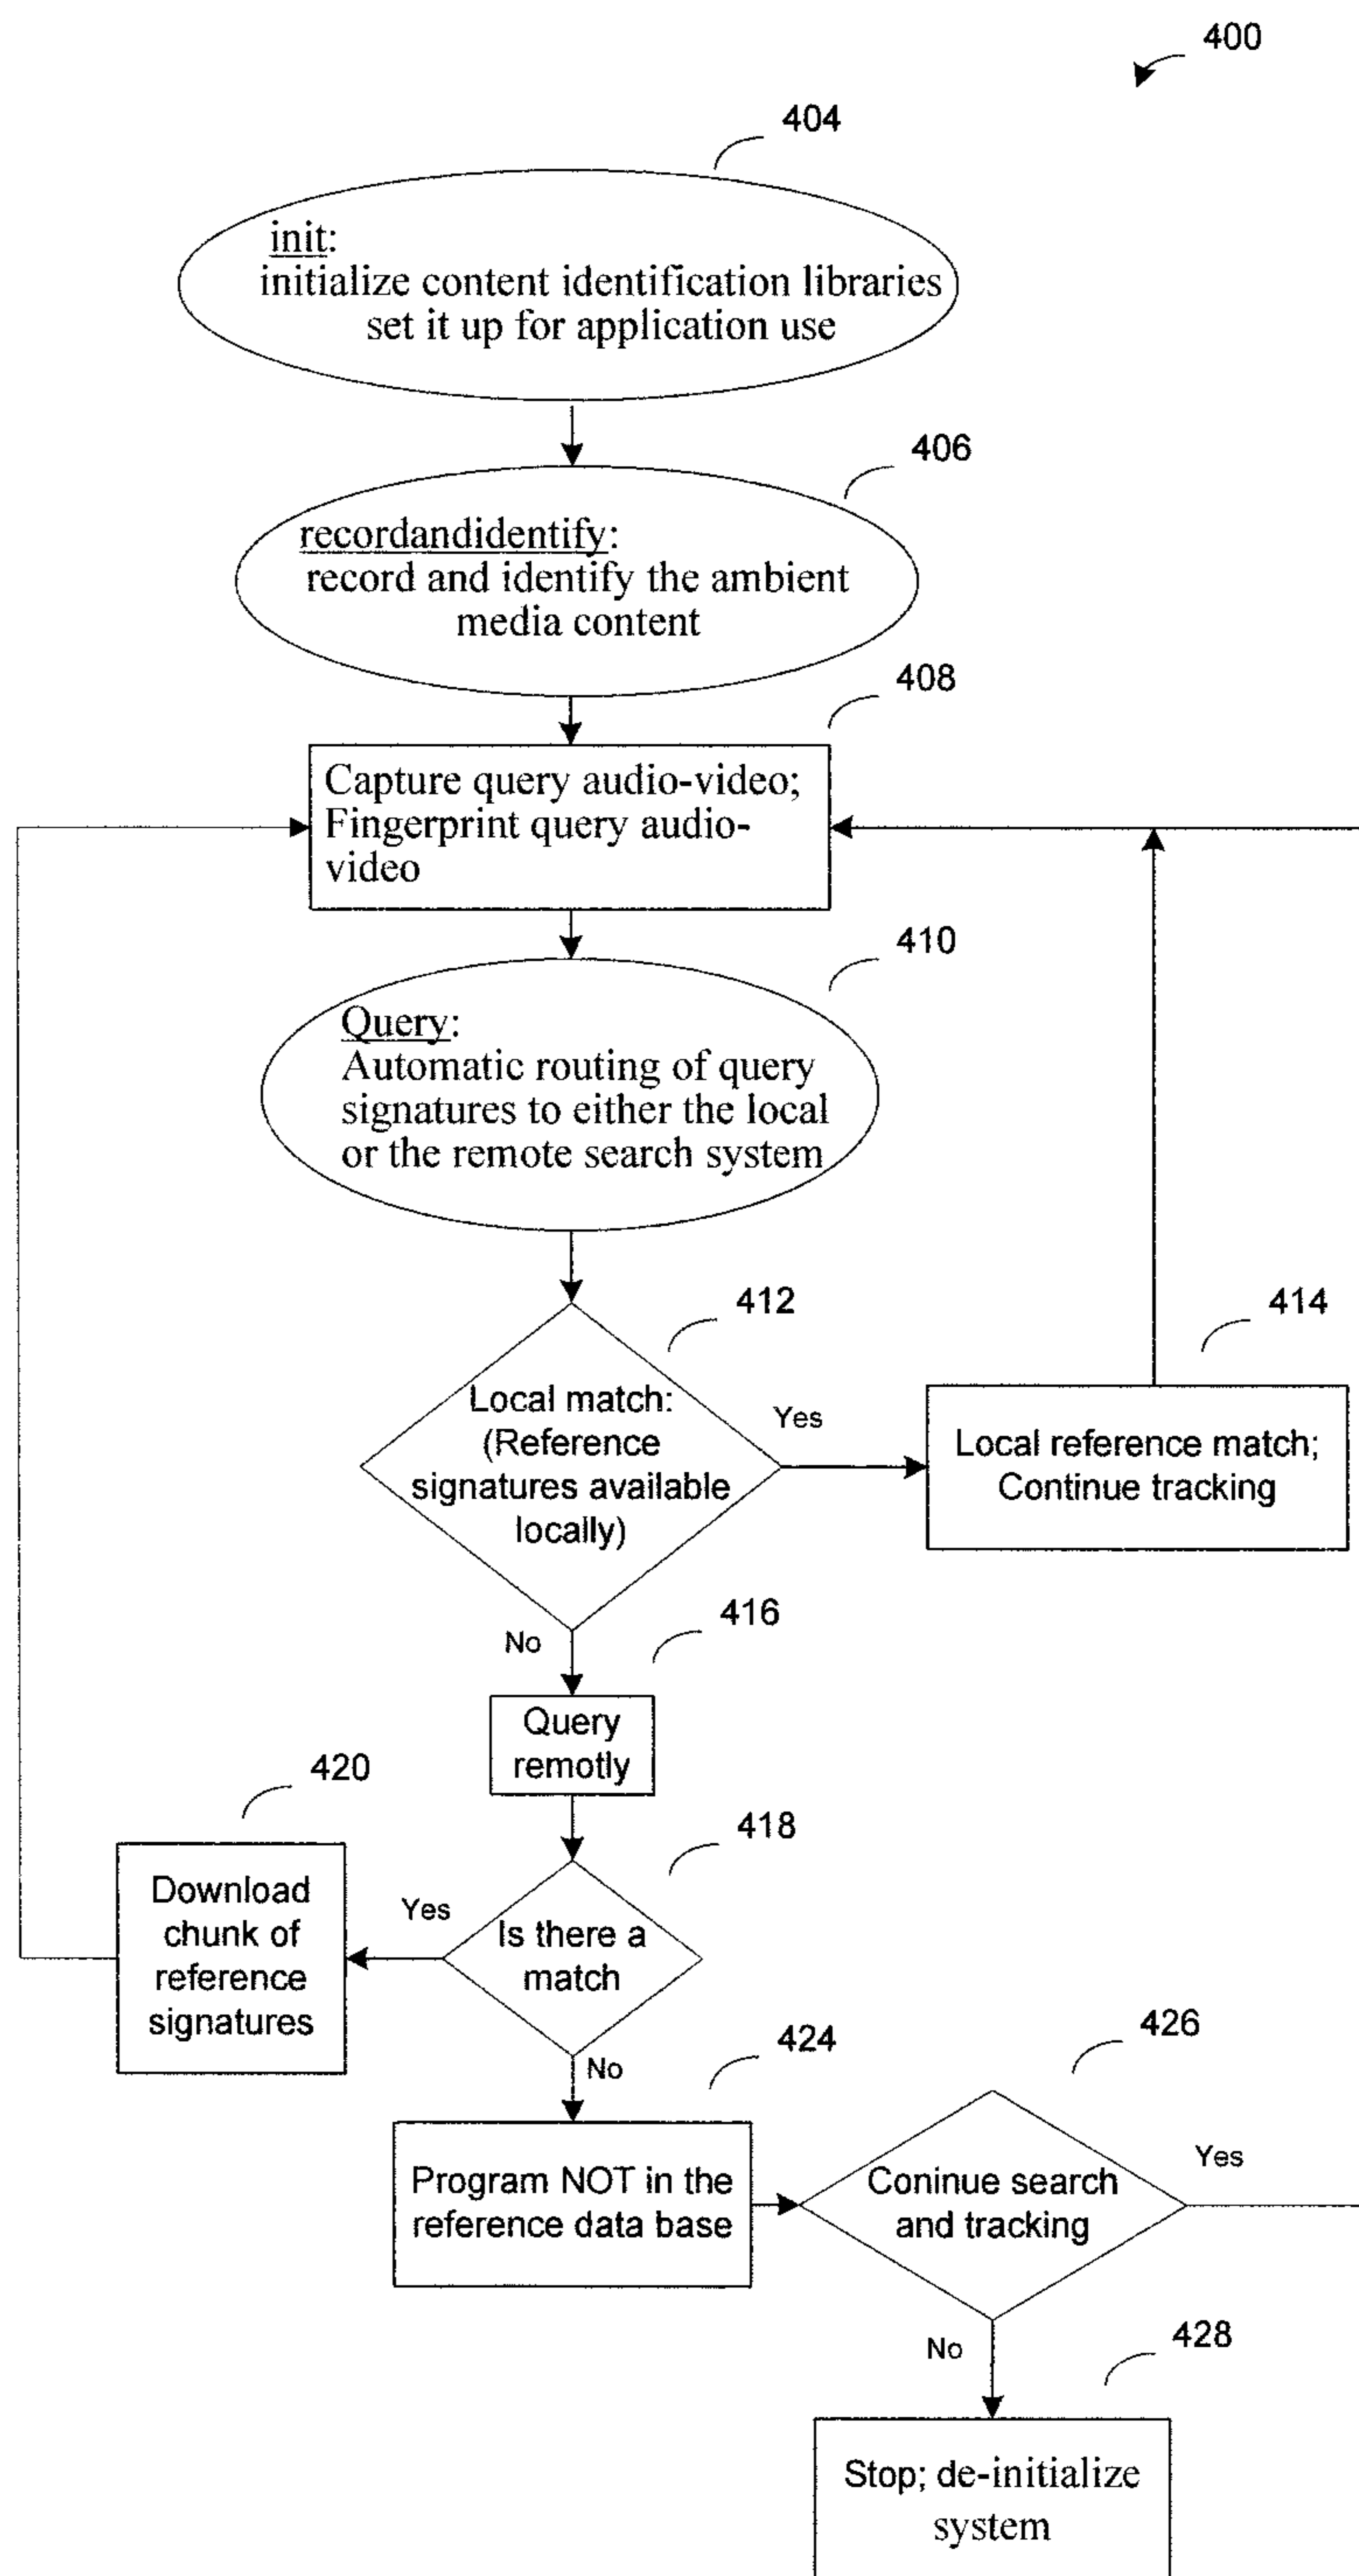 400
404
init:
initialize content identification libraries
set it up for application use
406
recordandidentify:
record and identify the ambient
media content
408
Capture query audio-video;
Fingerprint query audio-
video
410
Query:
Automatic routing of query
signatures to either the local
or the remote search system
412
Local match:
(Reference
signatures available
locally)
Yes
414
Local reference match;
Continue tracking
No
416
Query
remotly
418
Is there a
match
Yes
420
Download
chunk of
reference
signatures
No
424
Program NOT in the
reference data base
426
Coninue search
and tracking
Yes
No
428
Stop; de-initialize
system